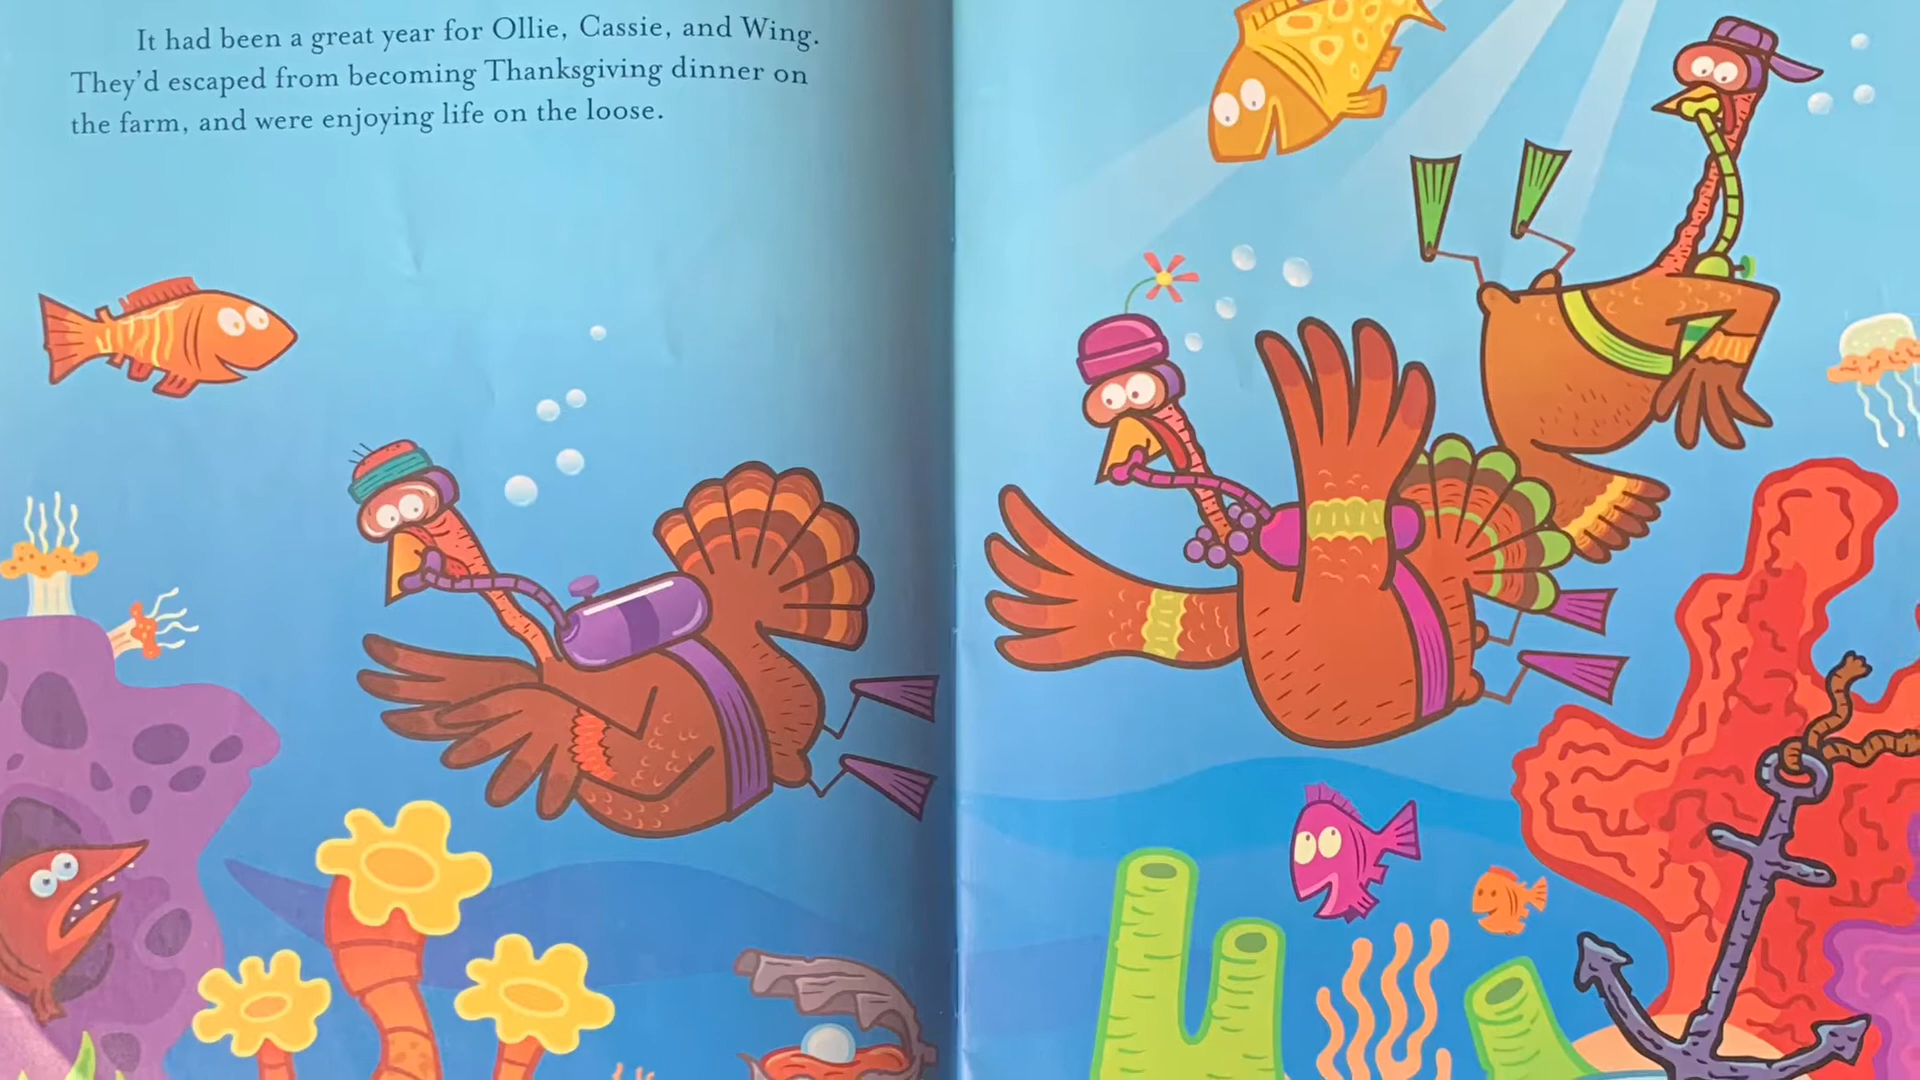 It had been a great year for Ollie, Cassie, and Wing.
They'd escaped from becoming Thanksgiving dinner on
the farm, and were enjoying life on the loose.